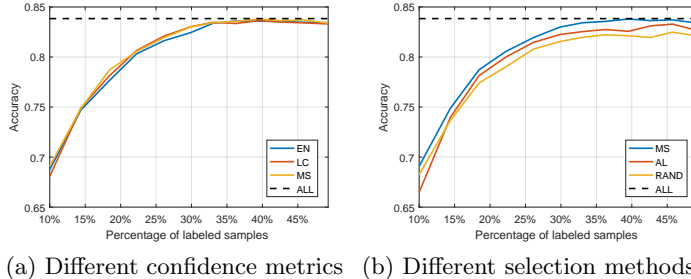 0.85
0.8
0.75
0.7
0.65
Accuracy
10% 15% 20% 25% 30% 35% 40% 45%
Percentage of labeled samples
EN
LC
MS
ALL
(a) Different confidence metrics
0.85
0.8
0.75
0.7
0.65
Accuracy
10% 15% 20% 25% 30% 35% 40% 45%
Percentage of labeled samples
MS
AL
RAND
ALL
(b) Different selection methods